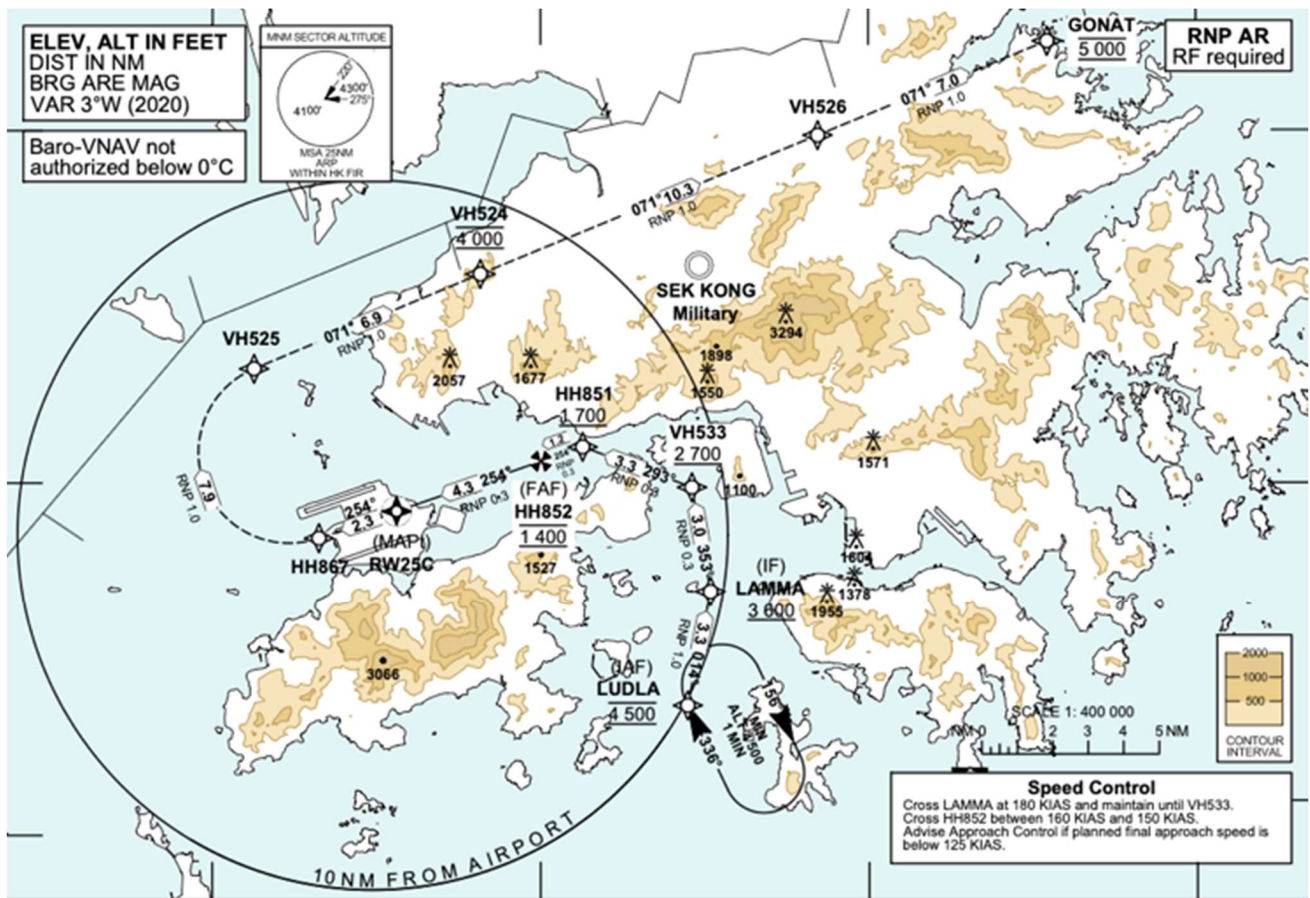 ELEV, ALT IN FEET
DIST IN NM
BRG ARE MAG
VAR 3°W (2020)
Baro-VNAV not
authorized below 0°C
MNM SECTOR ALTITUDE
220°
4300'
275°
4100'
MSA 25NM
ARP
WITHIN HK FIR
GONAT
5 000
RNP AR
RF required
071° 7.0
RNP 1.0
VH526
071° 10.3
RNP 1.0
VH524
4 000
SEK KONG
Military
3294
1898
1550
VH525
071° 6.9
RNP 1.0
2057
1677
HH851
1 700
VH533
2 700
1571
1100
1.2
254°
RNP
0.3
3.3 293°
RNP 0.3
4.3 254°
RNP 0.3
7.9
RNP 1.0
254°
2.3
(FAF)
HH852
1 400
1527
3.0 353°
RNP 0.3
HH867
(MAPt)
RW25C
1604
1378
1955
(IF)
LAMMA
3 600
3.3 014°
RNP 1.0
3066
(IAF)
LUDLA
4 500
156°
MIN
ALT 4500
1 MIN
336°
10 NM FROM AIRPORT
2000
1000
500
CONTOUR
INTERVAL
SCALE 1: 400 000
NM 0 2 5 NM
Speed Control
Cross LAMMA at 180 KIAS and maintain until VH533.
Cross HH852 between 160 KIAS and 150 KIAS.
Advise Approach Control if planned final approach speed is
below 125 KIAS.